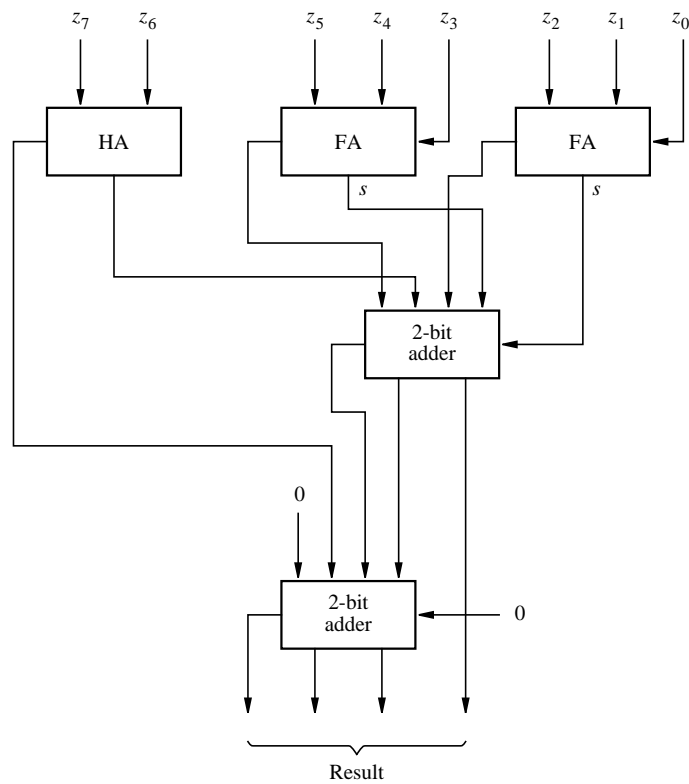 z7 z6 z5 z4 z3 z2 z1 z0
HA FA FA
s s
2-bit
adder
0
2-bit
adder
0
Result